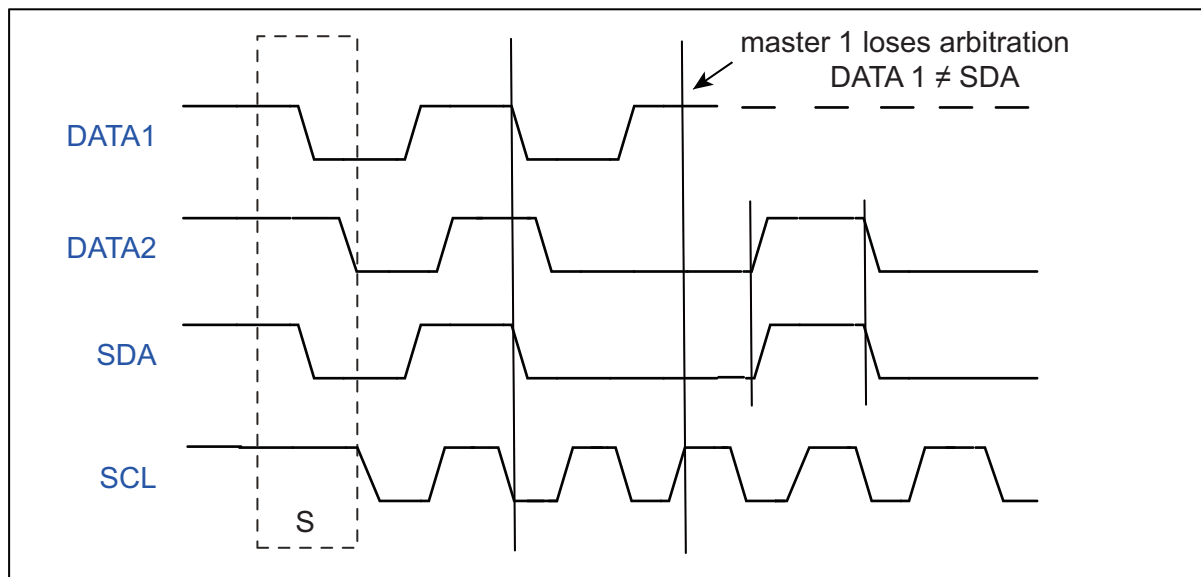 master 1 loses arbitration
DATA 1 ≠ SDA
DATA1
DATA2
SDA
SCL
S